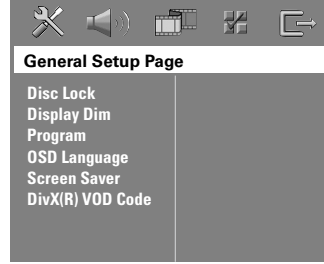 General Setup Page
Disc Lock
Display Dim
Program
OSD Language
Screen Saver
DivX(R) VOD Code